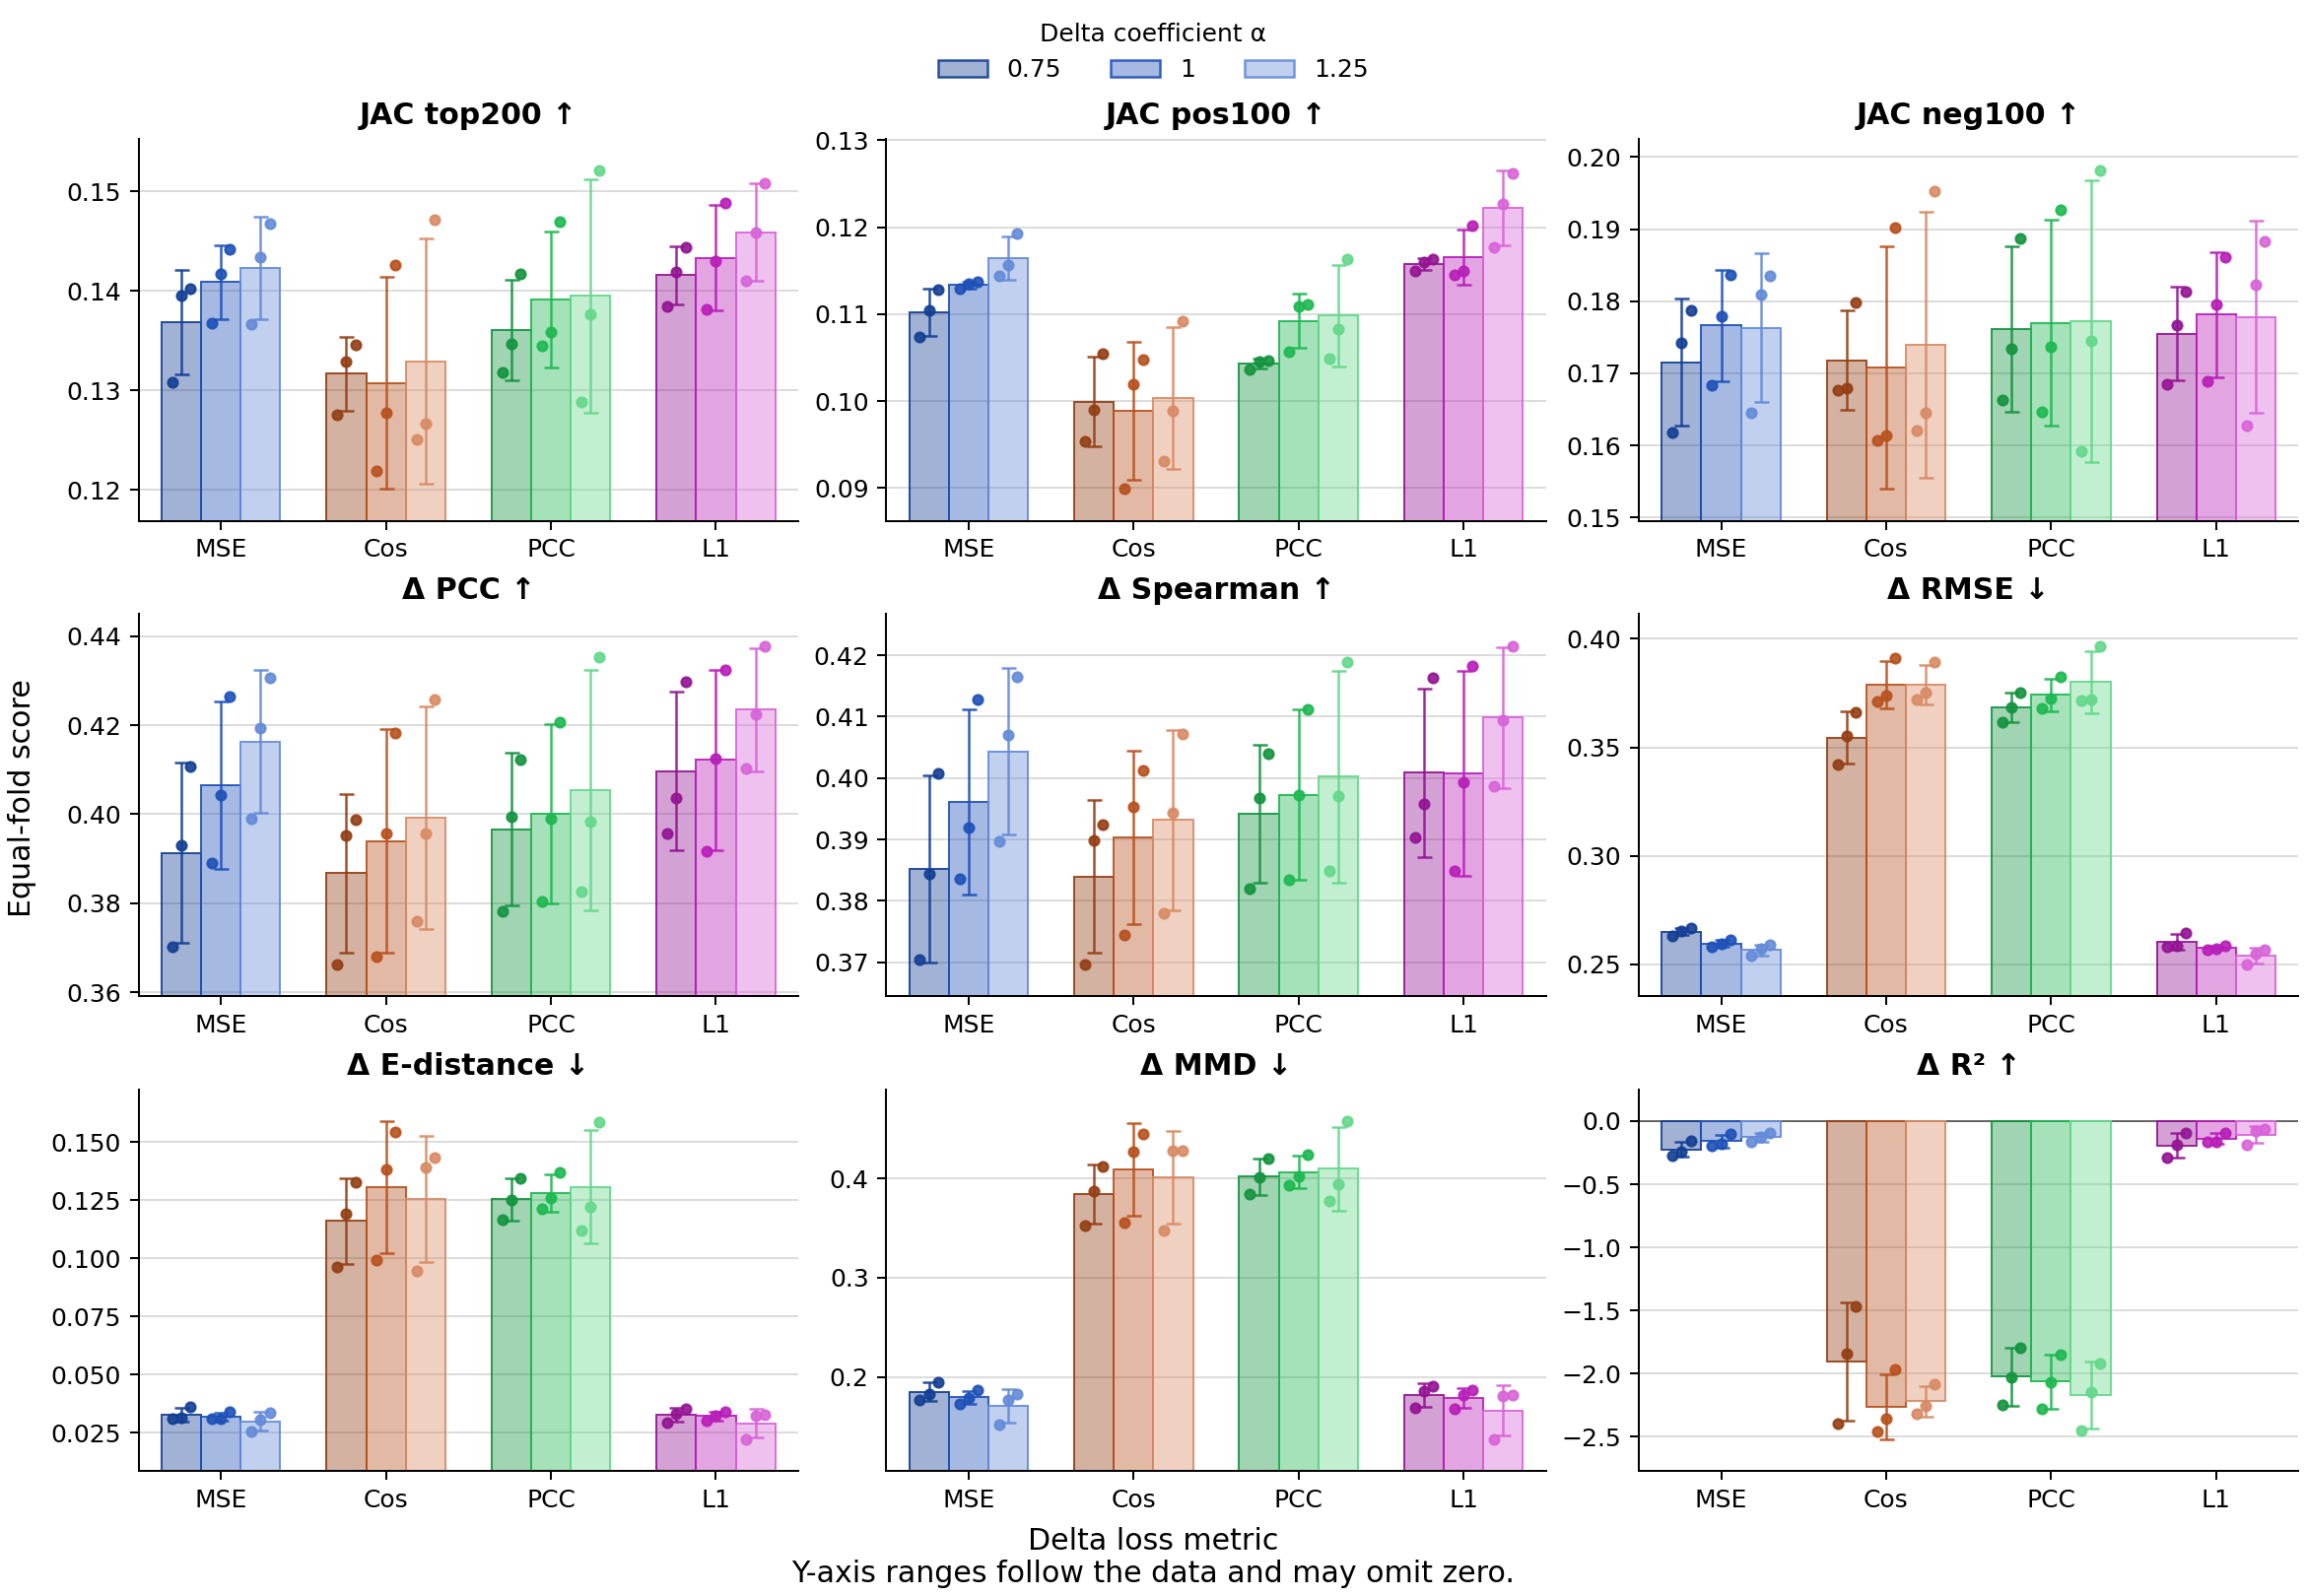 Delta coefficient α
0.75 1 1.25
JAC top200 ↑ JAC pos100 ↑ JAC neg100 ↑
0.15
0.14
0.13
0.12
MSE Cos PCC L1
0.13
0.12
0.11
0.10
0.09
MSE Cos PCC L1
0.20
0.19
0.18
0.17
0.16
0.15
MSE Cos PCC L1
Equal-fold score
Δ PCC ↑ Δ Spearman ↑ Δ RMSE ↓
0.44
0.42
0.40
0.38
0.36
MSE Cos PCC L1
0.42
0.41
0.40
0.39
0.38
0.37
MSE Cos PCC L1
0.40
0.35
0.30
0.25
MSE Cos PCC L1
Δ E-distance ↓ Δ MMD ↓ Δ R² ↑
0.150
0.125
0.100
0.075
0.050
0.025
MSE Cos PCC L1
0.4
0.3
0.2
MSE Cos PCC L1
0.0
−0.5
−1.0
−1.5
−2.0
−2.5
MSE Cos PCC L1
Delta loss metric
Y-axis ranges follow the data and may omit zero.